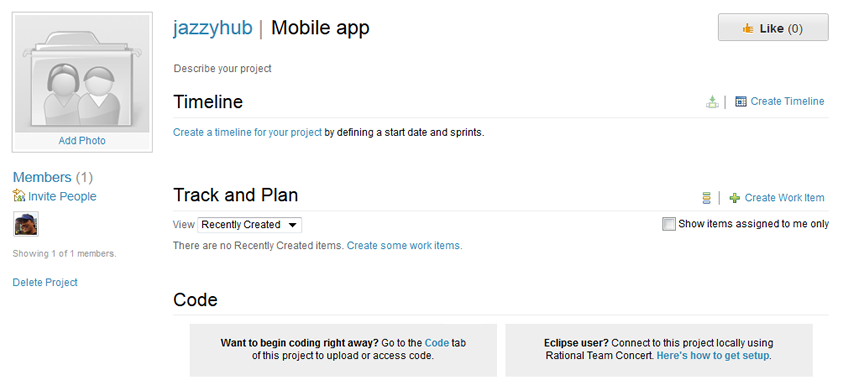 jazzyhub | Mobile app
Like (0)
Add Photo
Describe your project
Timeline
Create Timeline
Create a timeline for your project by defining a start date and sprints.
Members (1)
Invite People
Showing 1 of 1 members.
Delete Project
Track and Plan
Create Work Item
View Recently Created
Show items assigned to me only
There are no Recently Created items. Create some work items.
Code
Want to begin coding right away? Go to the Code tab
of this project to upload or access code.
Eclipse user? Connect to this project locally using
Rational Team Concert. Here's how to get setup.